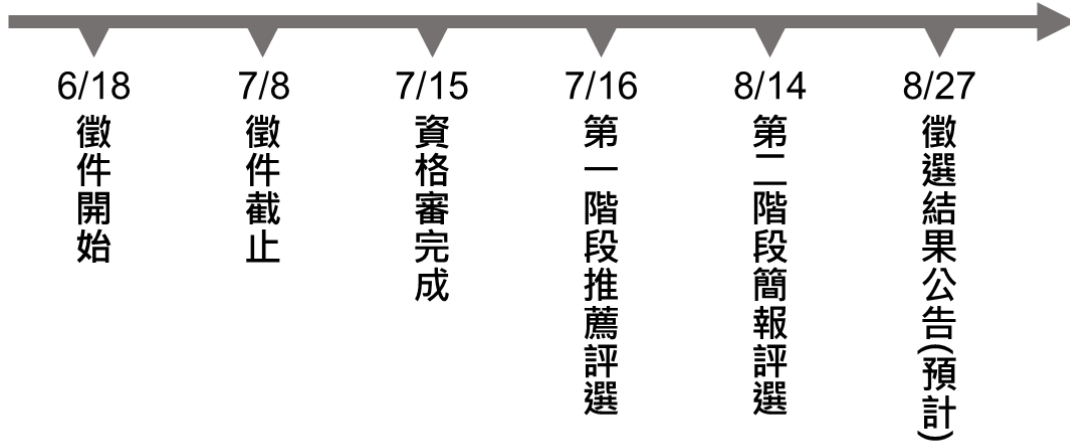 6/18
徵件開始
7/8
徵件截止
7/15
資格審完成
7/16
第一階段推薦評選
8/14
第二階段簡報評選
8/27
徵選結果公告(預計)